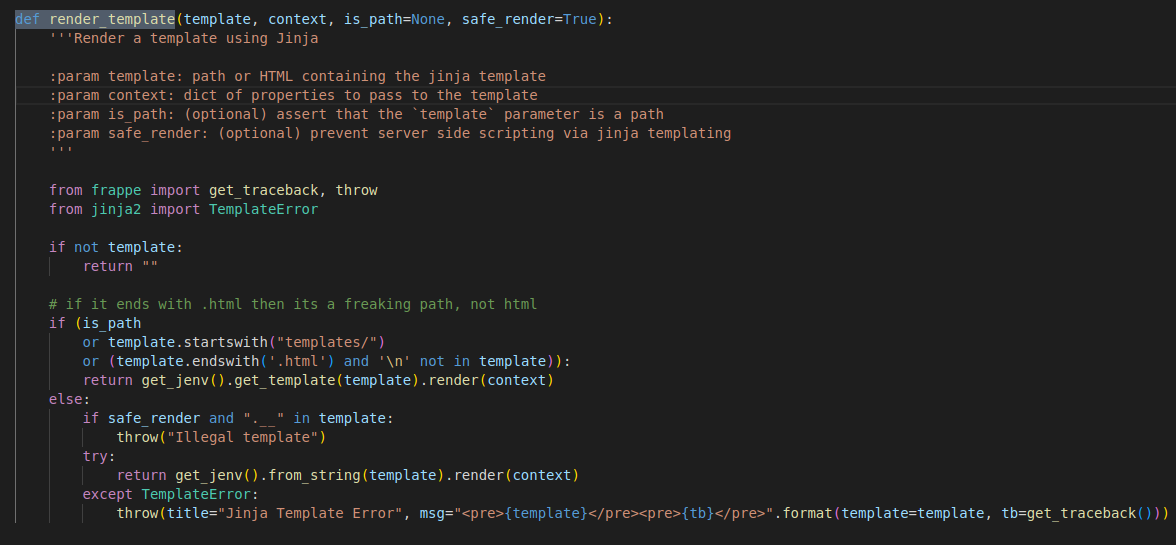 def render_template(template, context, is_path=None, safe_render=True):
    '''Render a template using Jinja

    :param template: path or HTML containing the jinja template
    :param context: dict of properties to pass to the template
    :param is_path: (optional) assert that the `template` parameter is a path
    :param safe_render: (optional) prevent server side scripting via jinja templating
    '''

    from frappe import get_traceback, throw
    from jinja2 import TemplateError

    if not template:
        return ""

    # if it ends with .html then its a freaking path, not html
    if (is_path
        or template.startswith("templates/")
        or (template.endswith('.html') and '\n' not in template)):
        return get_jenv().get_template(template).render(context)
    else:
        if safe_render and ".__" in template:
            throw("Illegal template")
        try:
            return get_jenv().from_string(template).render(context)
        except TemplateError:
            throw(title="Jinja Template Error", msg="<pre>{template}</pre><pre>{tb}</pre>".format(template=template, tb=get_traceback()))